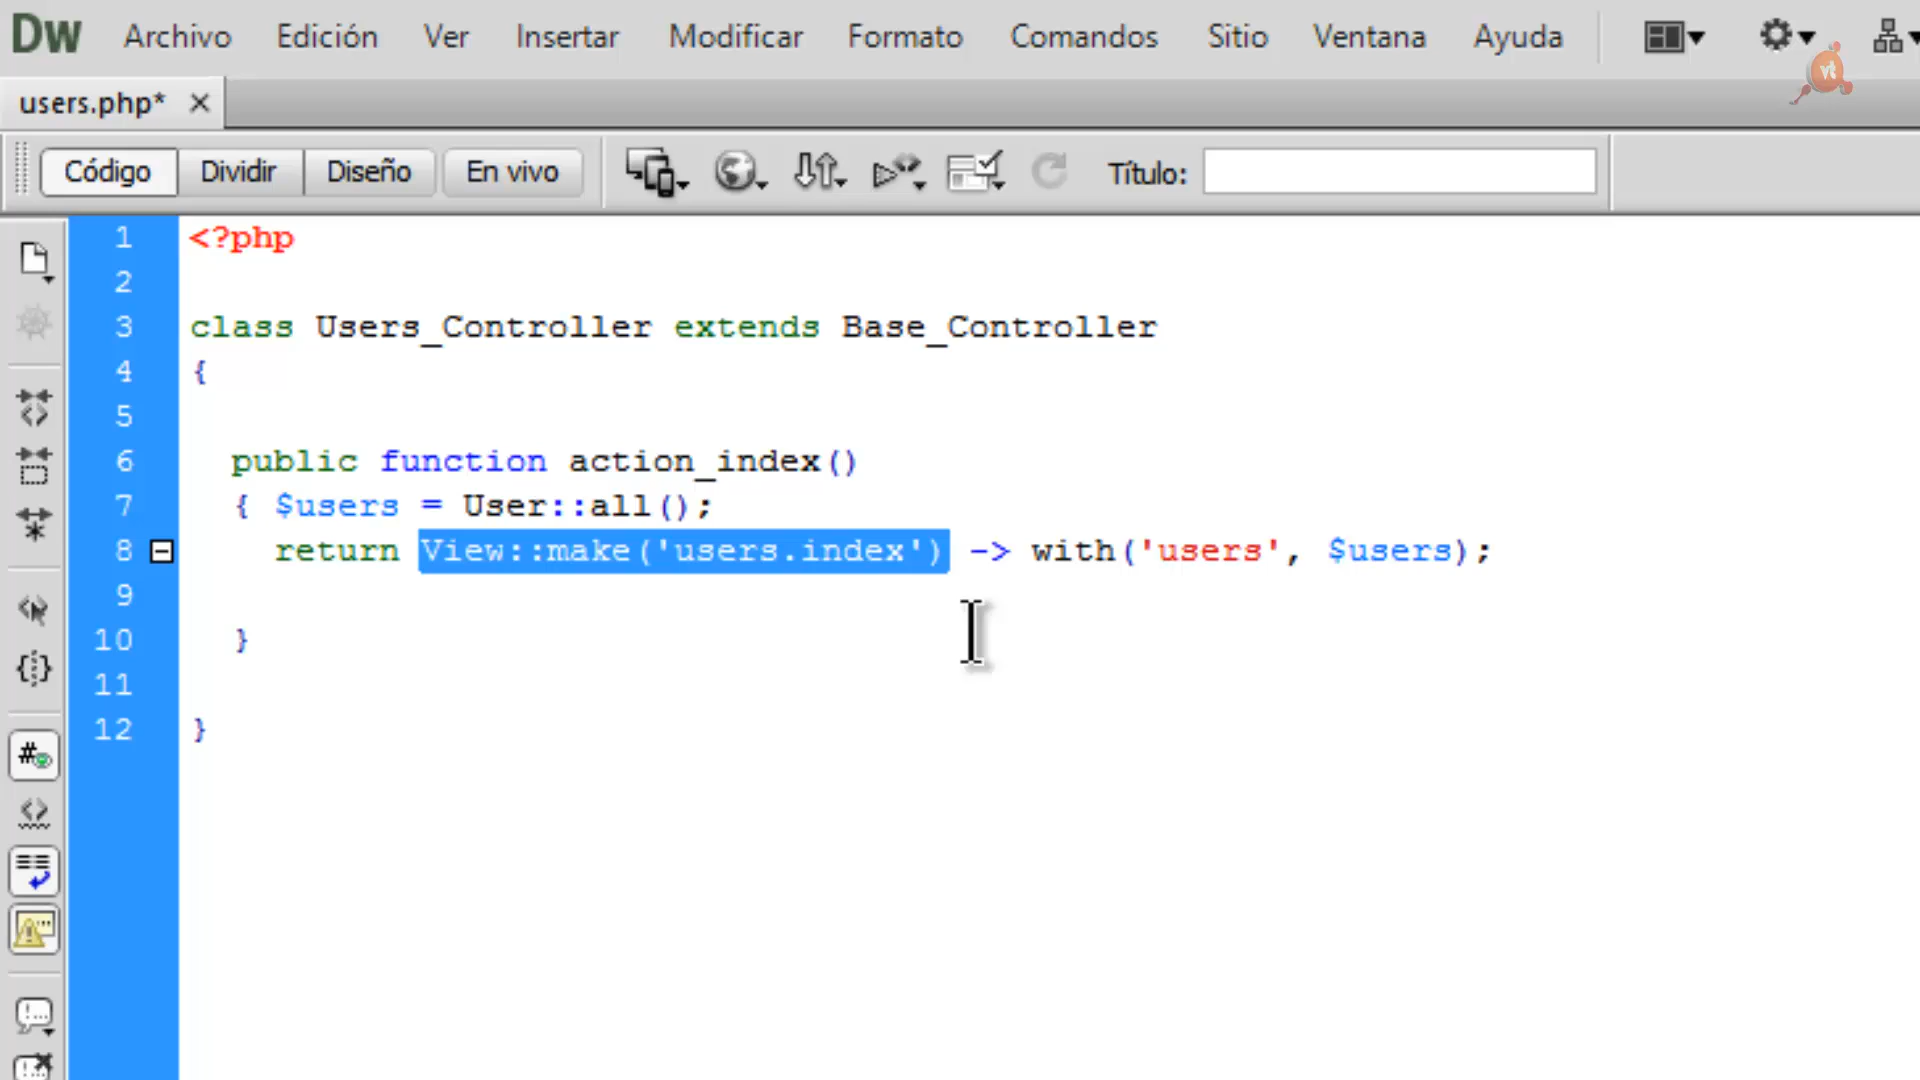 Dw Archivo Edición Ver Insertar Modificar Formato Comandos Sitio Ventana Ayuda
vt
users.php*
Código Dividir Diseño En vivo Título:
1 <?php
2
3 class Users_Controller extends Base_Controller
4 {
5
6 public function action_index()
7 { $users = User::all();
8 return View::make('users.index') -> with('users', $users);
9
10 }
11
12 }